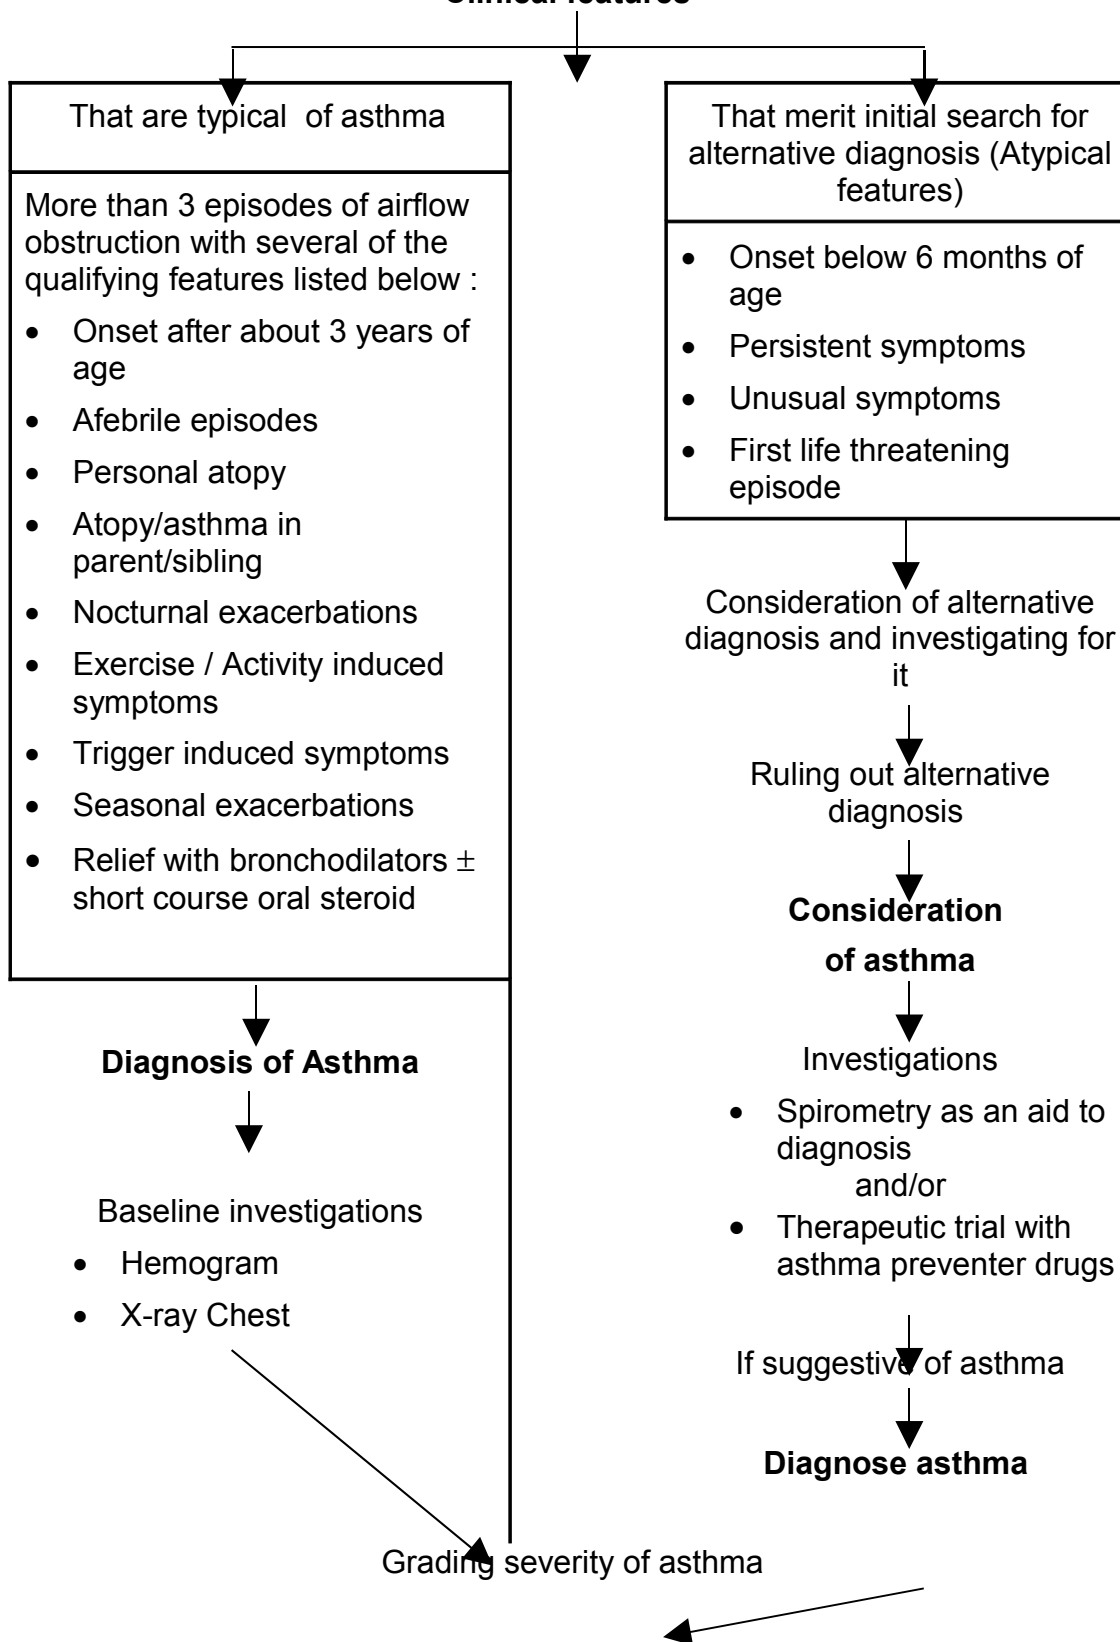 Clinical features
That are typical of asthma
More than 3 episodes of airflow
obstruction with several of the
qualifying features listed below :
• Onset after about 3 years of
age
• Afebrile episodes
• Personal atopy
• Atopy/asthma in
parent/sibling
• Nocturnal exacerbations
• Exercise / Activity induced
symptoms
• Trigger induced symptoms
• Seasonal exacerbations
• Relief with bronchodilators ±
short course oral steroid
Diagnosis of Asthma
Baseline investigations
• Hemogram
• X-ray Chest
That merit initial search for
alternative diagnosis (Atypical
features)
• Onset below 6 months of
age
• Persistent symptoms
• Unusual symptoms
• First life threatening
episode
Consideration of alternative
diagnosis and investigating for
it
Ruling out alternative
diagnosis
Consideration
of asthma
Investigations
• Spirometry as an aid to
diagnosis
and/or
• Therapeutic trial with
asthma preventer drugs
If suggestive of asthma
Diagnose asthma
Grading severity of asthma